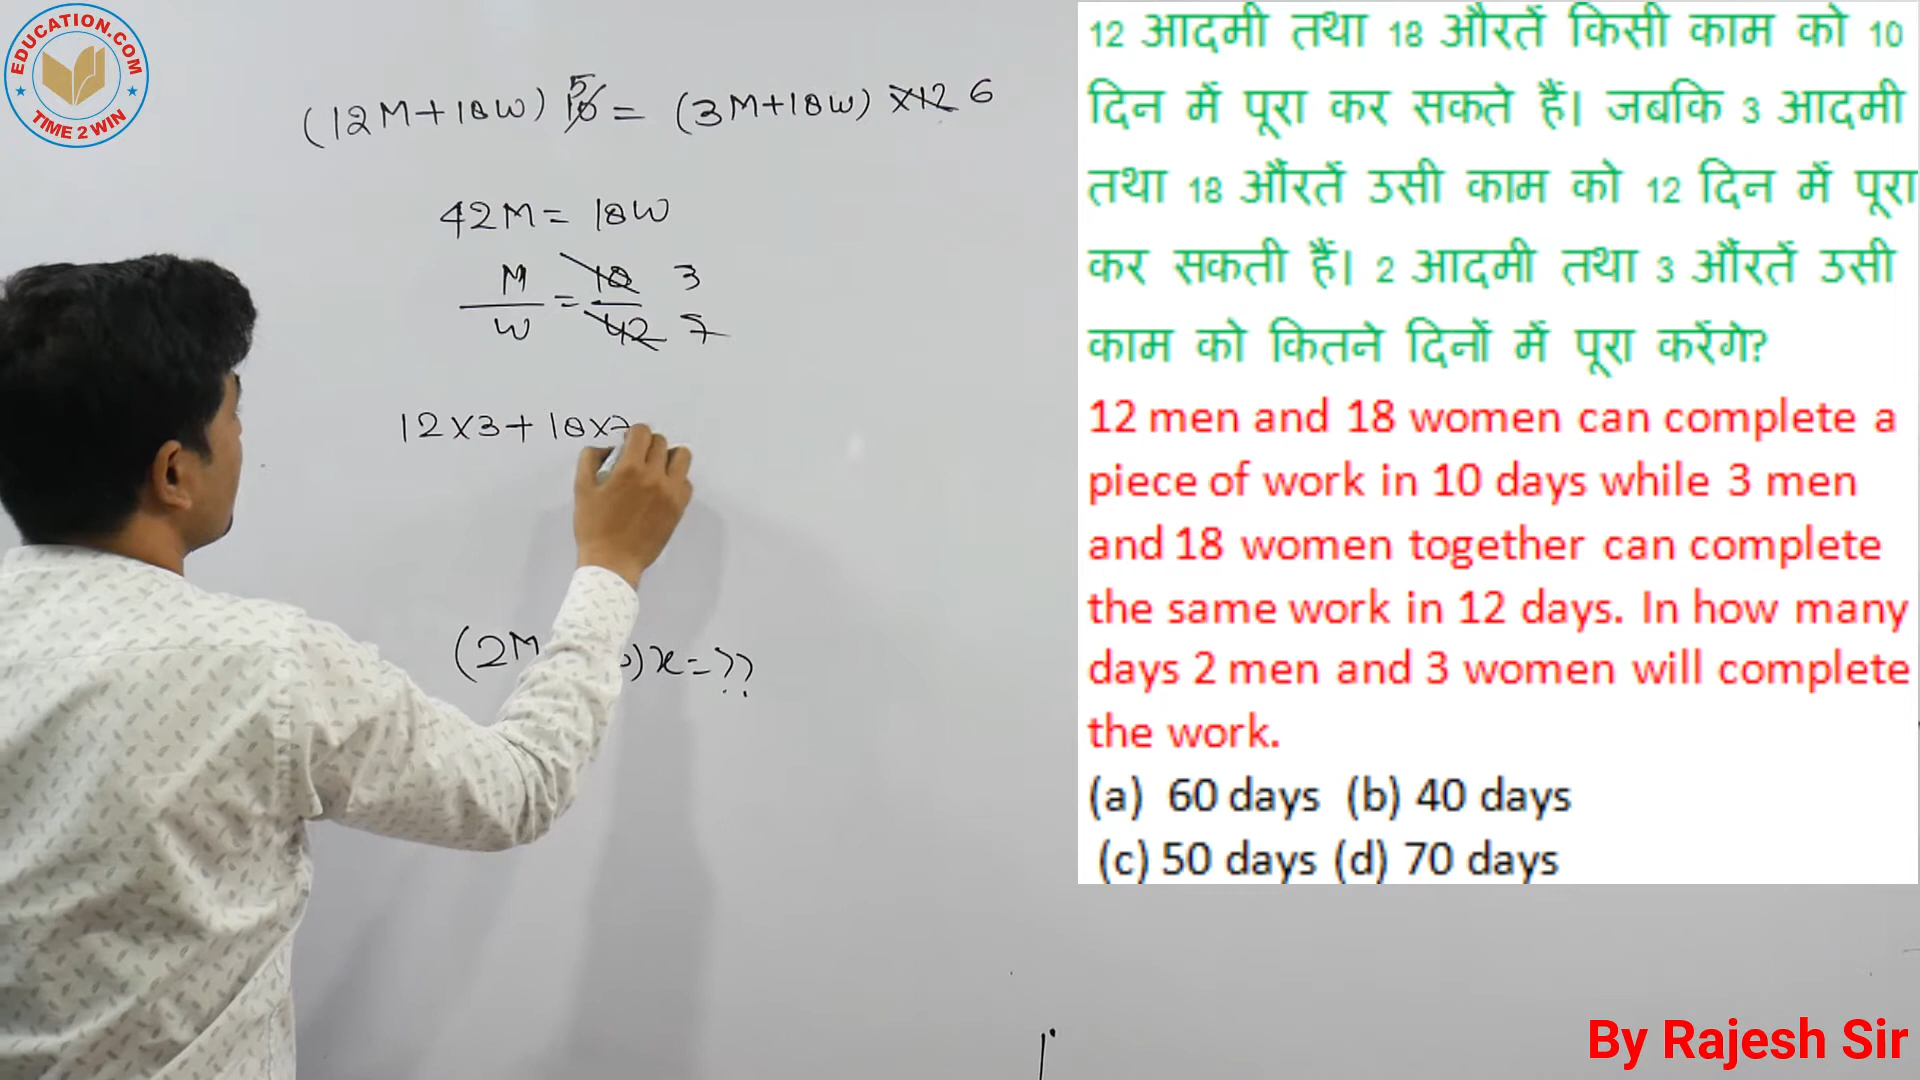 EDUCATION.COM
TIME 2 WIN
(12M+18W) 10 5 = (3M+18W) ×12 6
42M = 18W
M/W = 18/42 3/7
12×3+18×7
(2M )x=??
12 आदमी तथा 18 औरतें किसी काम को 10
दिन में पूरा कर सकते हैं। जबकि 3 आदमी
तथा 18 औंरतें उसी काम को 12 दिन में पूरा
कर सकती हैं। 2 आदमी तथा 3 औंरतें उसी
काम को कितने दिनों में पूरा करेंगे?
12 men and 18 women can complete a
piece of work in 10 days while 3 men
and 18 women together can complete
the same work in 12 days. In how many
days 2 men and 3 women will complete
the work.
(a) 60 days (b) 40 days
(c) 50 days (d) 70 days
By Rajesh Sir